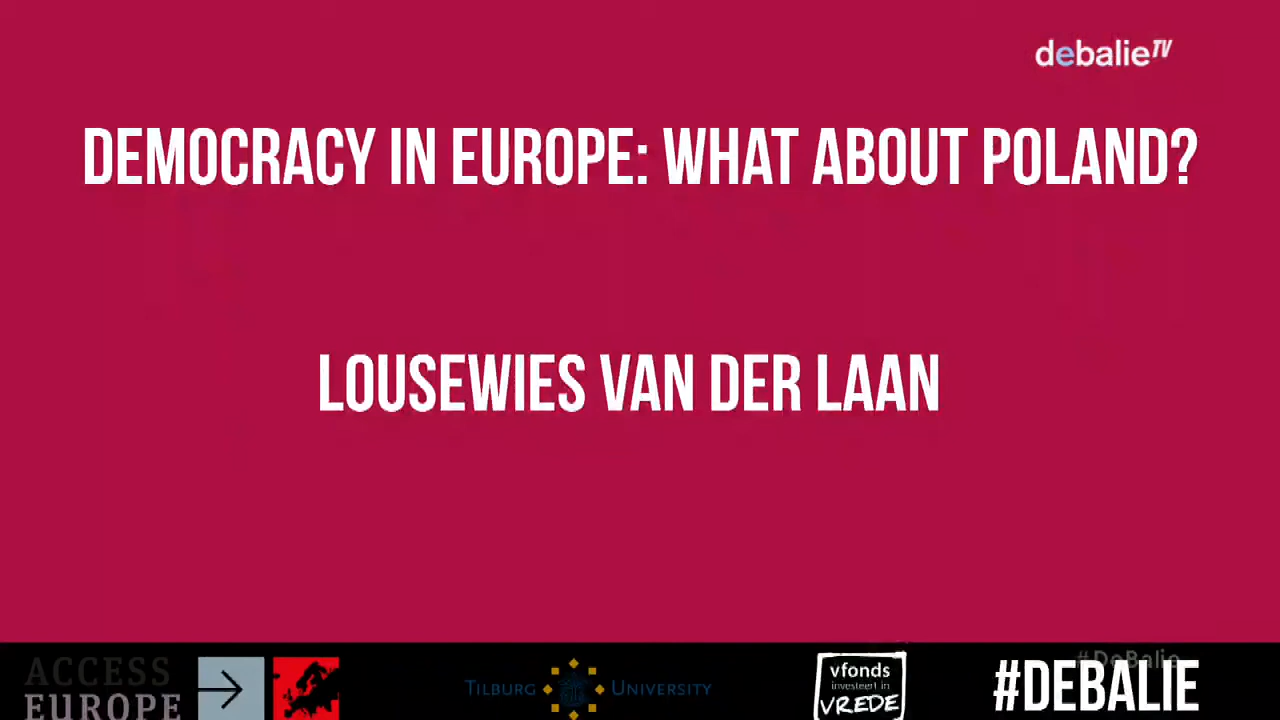 debalieTV
DEMOCRACY IN EUROPE: WHAT ABOUT POLAND?
LOUSEWIES VAN DER LAAN
ACCESS
EUROPE
TILBURG UNIVERSITY
vfonds
investeert in
VREDE
#DeBalie
#DEBALIE